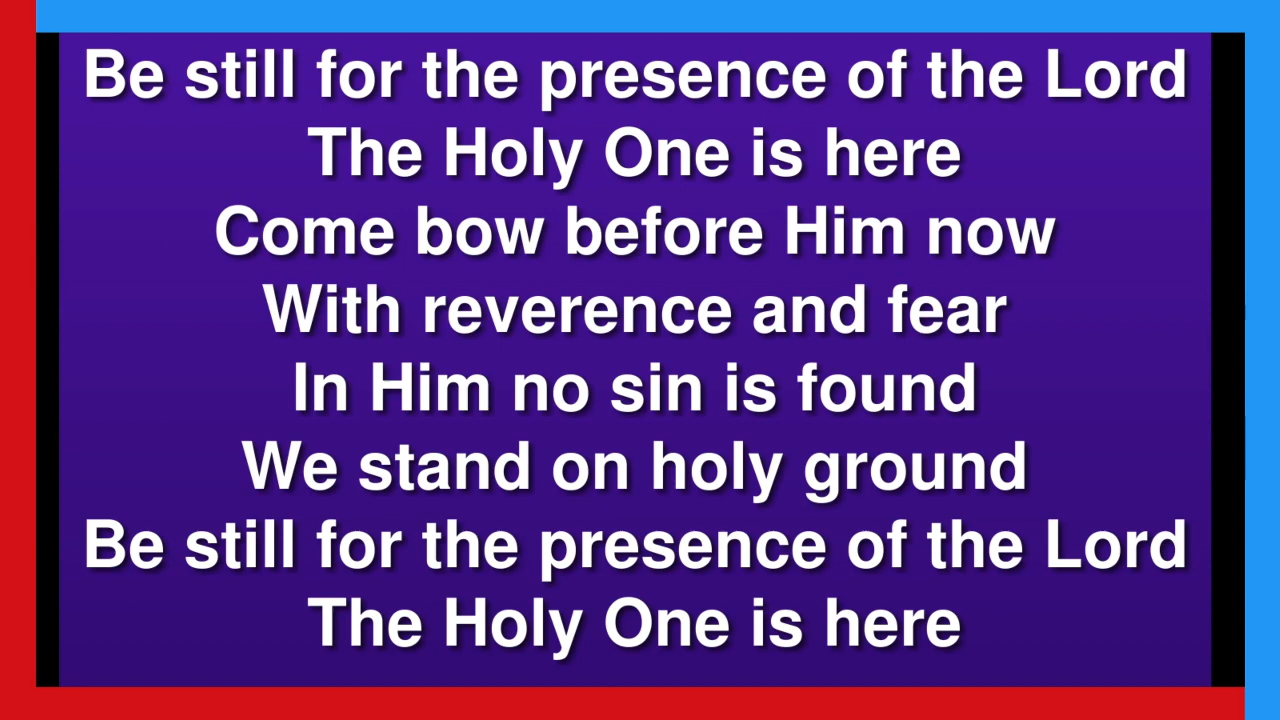 Be still for the presence of the Lord
The Holy One is here
Come bow before Him now
With reverence and fear
In Him no sin is found
We stand on holy ground
Be still for the presence of the Lord
The Holy One is here